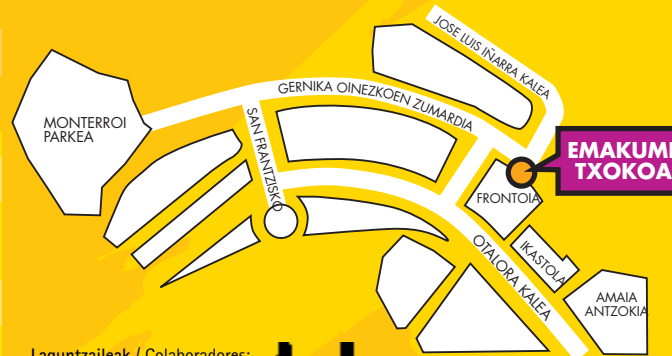 JOSE LUIS IÑARRA KALEA
GERNIKA OINEZKOEN ZUMARDIA
MONTERROI
PARKEA
SAN FRANTZISKO
TXOKOA
FRONTOIA
IKASTOLA
OTALORA KALEA
AMAIA
ANTZOKIA
Laguntzaileak / Colaboradores: